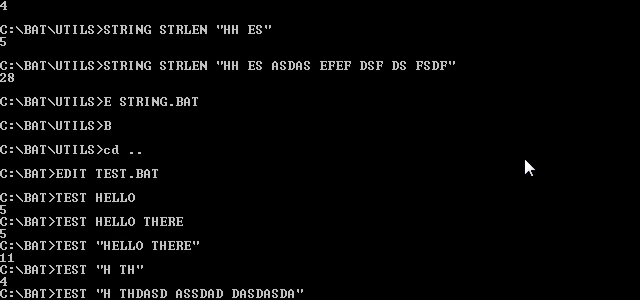 4
C:\BAT\UTILS>STRING STRLEN "HH ES"
5
C:\BAT\UTILS>STRING STRLEN "HH ES ASDAS EFEF DSF DS FSDF"
28
C:\BAT\UTILS>E STRING.BAT
C:\BAT\UTILS>B
C:\BAT\UTILS>cd ..
C:\BAT>EDIT TEST.BAT
C:\BAT>TEST HELLO
5
C:\BAT>TEST HELLO THERE
5
C:\BAT>TEST "HELLO THERE"
11
C:\BAT>TEST "H TH"
4
C:\BAT>TEST "H THDASD ASSDAD DASDASDA"